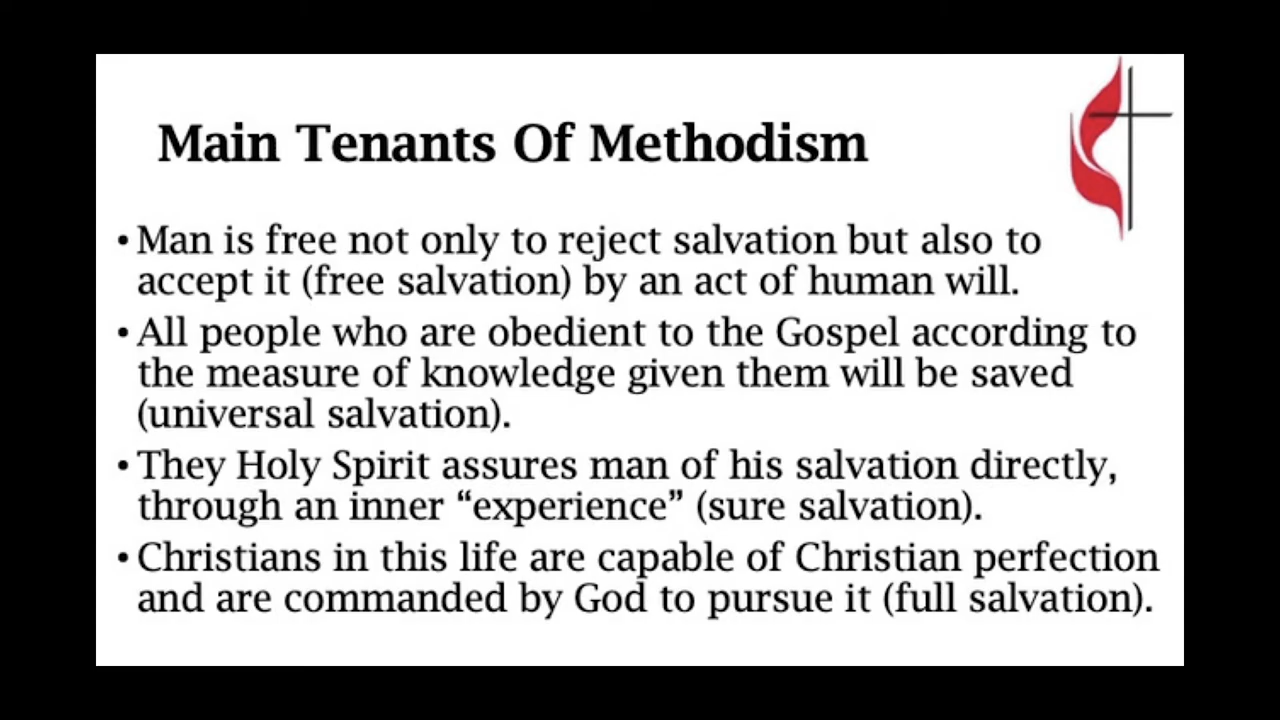 Main Tenants Of Methodism
• Man is free not only to reject salvation but also to
accept it (free salvation) by an act of human will.
• All people who are obedient to the Gospel according to
the measure of knowledge given them will be saved
(universal salvation).
• They Holy Spirit assures man of his salvation directly,
through an inner “experience” (sure salvation).
• Christians in this life are capable of Christian perfection
and are commanded by God to pursue it (full salvation).